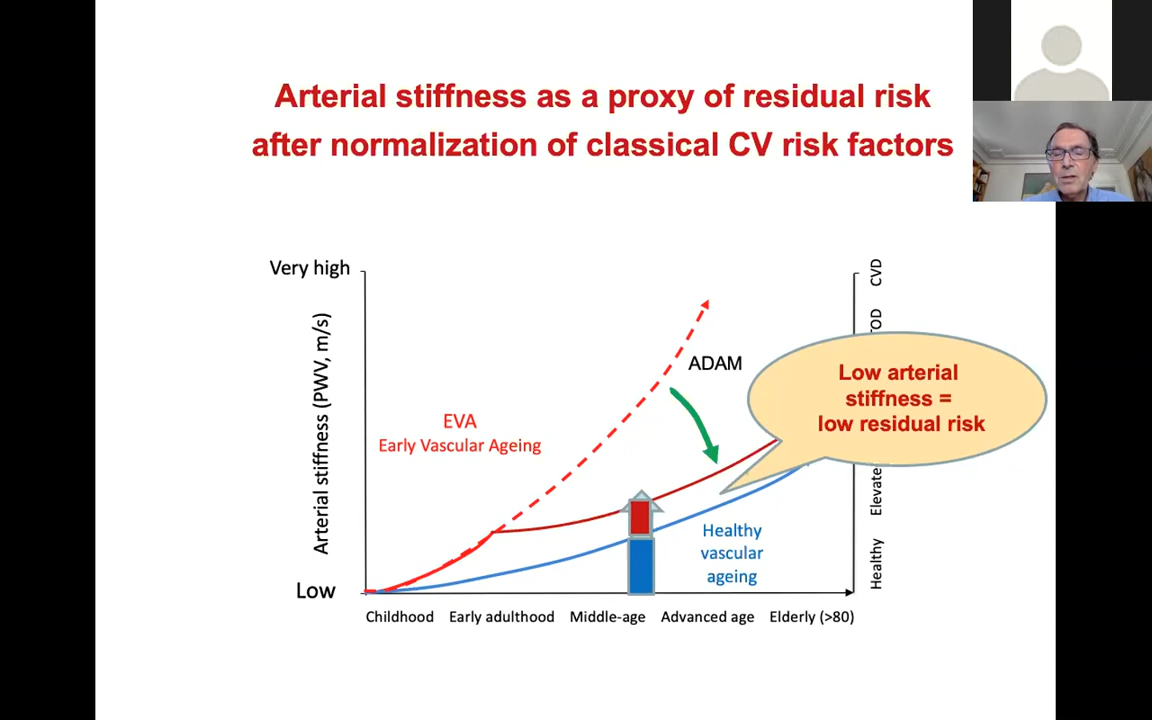 Arterial stiffness as a proxy of residual risk
after normalization of classical CV risk factors
Very high
CVD
Arterial stiffness (PWV, m/s)
ADAM
Low arterial
stiffness =
low residual risk
EVA
Early Vascular Ageing
Healthy
vascular
ageing
Healthy
Low
Childhood
Early adulthood
Middle-age
Advanced age
Elderly (>80)